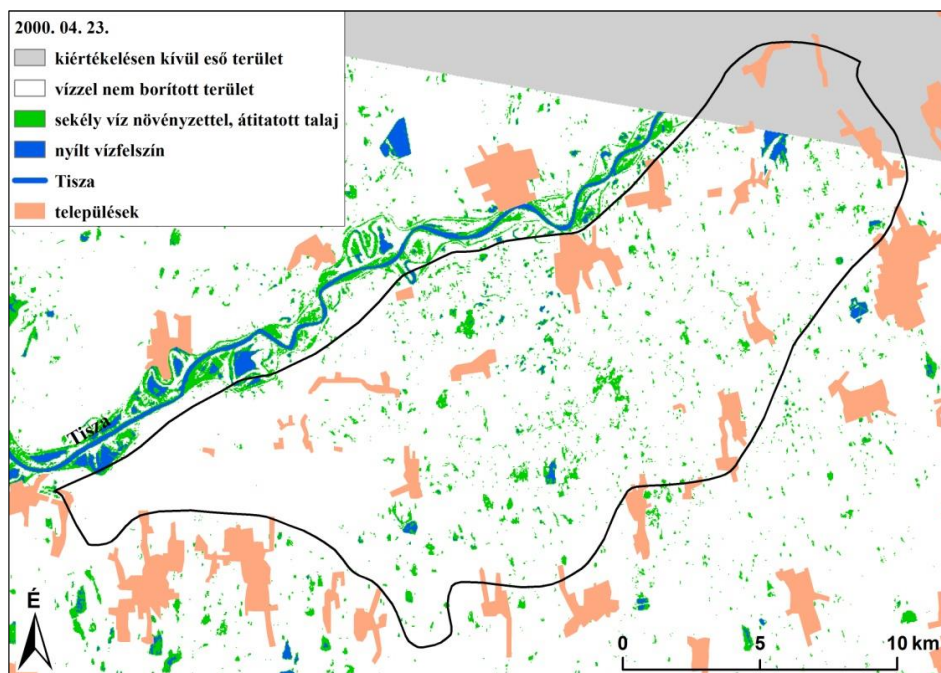 2000. 04. 23.
kiértékelésen kívül eső terület
vízzel nem borított terület
sekély víz növényzettel, átitatott talaj
nyílt vízfelszín
Tisza
települések
Tisza
É
0 5 10 km